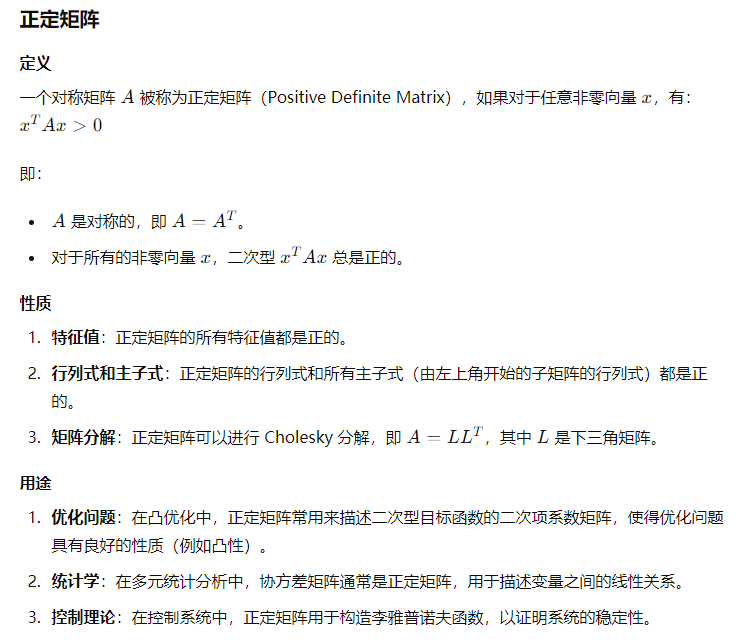 正定矩阵
定义
一个对称矩阵 A 被称为正定矩阵（Positive Definite Matrix），如果对于任意非零向量 x，有：
x^T Ax > 0
即：
• A 是对称的，即 A = A^T。
• 对于所有的非零向量 x，二次型 x^T Ax 总是正的。
性质
1. 特征值：正定矩阵的所有特征值都是正的。
2. 行列式和主子式：正定矩阵的行列式和所有主子式（由左上角开始的子矩阵的行列式）都是正
的。
3. 矩阵分解：正定矩阵可以进行 Cholesky 分解，即 A = LL^T，其中 L 是下三角矩阵。
用途
1. 优化问题：在凸优化中，正定矩阵常用来描述二次型目标函数的二次项系数矩阵，使得优化问题
具有良好的性质（例如凸性）。
2. 统计学：在多元统计分析中，协方差矩阵通常是正定矩阵，用于描述变量之间的线性关系。
3. 控制理论：在控制系统中，正定矩阵用于构造李雅普诺夫函数，以证明系统的稳定性。